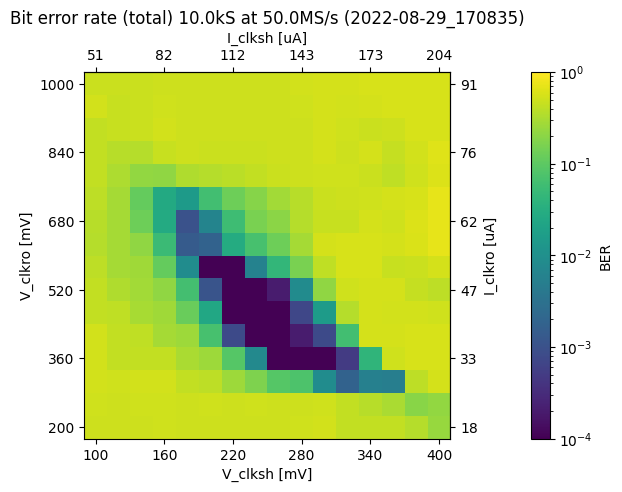 Bit error rate (total) 10.0kS at 50.0MS/s (2022-08-29_170835)
I_clksh [uA]
51 82 112 143 173 204
1000 91 10^0
840 76 10^-1
680 62
V_clkro [mV] I_clkro [uA] BER
10^-2
520 47
10^-3
360 33
200 18 10^-4
100 160 220 280 340 400
V_clksh [mV]